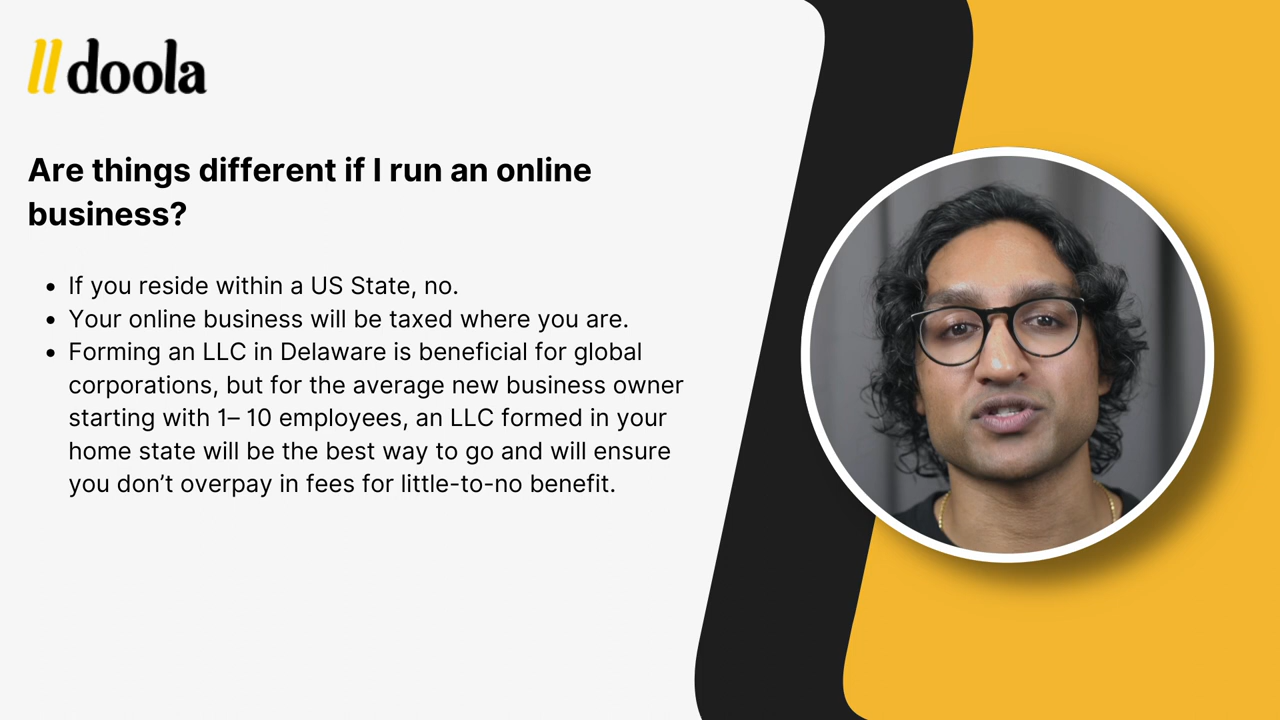 doola
Are things different if I run an online
business?
• If you reside within a US State, no.
• Your online business will be taxed where you are.
• Forming an LLC in Delaware is beneficial for global
corporations, but for the average new business owner
starting with 1– 10 employees, an LLC formed in your
home state will be the best way to go and will ensure
you don’t overpay in fees for little-to-no benefit.